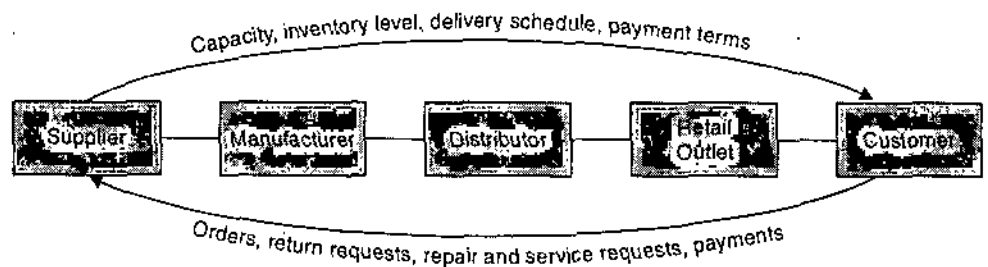 Capacity, inventory level, delivery schedule, payment terms
Supplier
Manufacturer
Distributor
Retail
Outlet
Customer
Orders, return requests, repair and service requests, payments